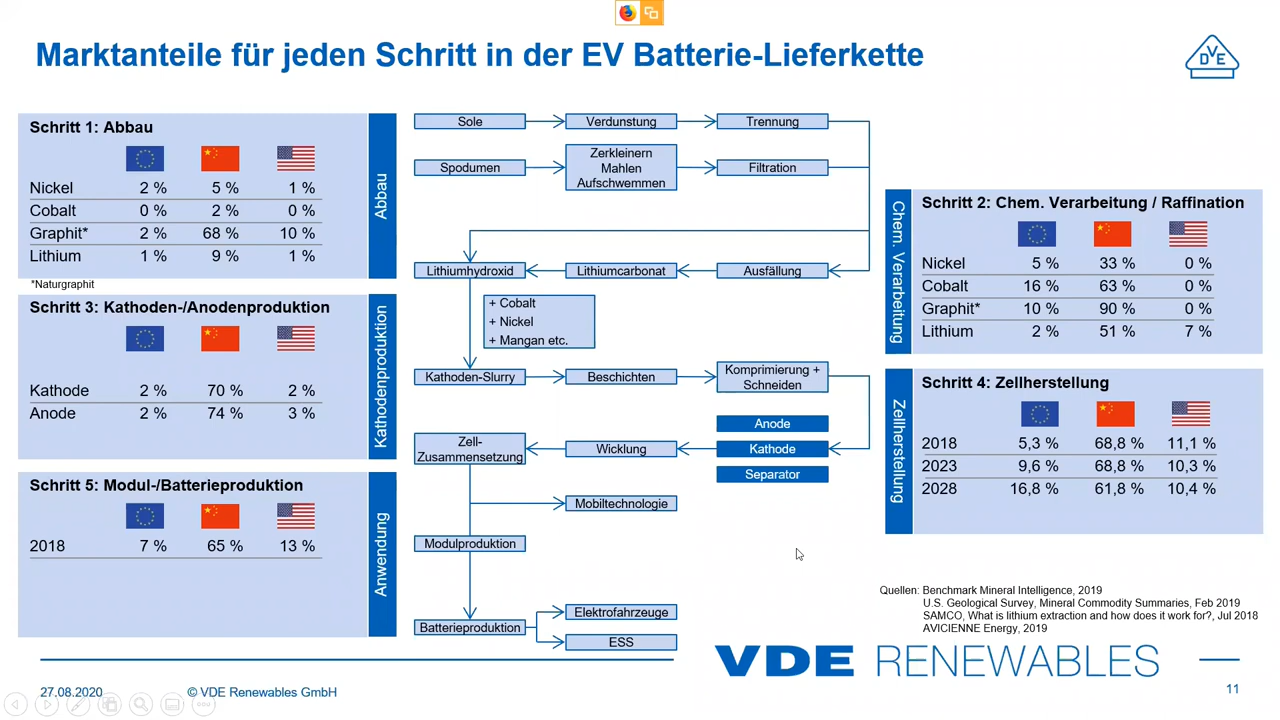 Marktanteile für jeden Schritt in der EV Batterie-Lieferkette
VDE
Schritt 1: Abbau
Nickel 2 % 5 % 1 %
Cobalt 0 % 2 % 0 %
Graphit* 2 % 68 % 10 %
Lithium 1 % 9 % 1 %
*Naturgraphit
Abbau
Schritt 3: Kathoden-/Anodenproduktion
Kathode 2 % 70 % 2 %
Anode 2 % 74 % 3 %
Kathodenproduktion
Schritt 5: Modul-/Batterieproduktion
2018 7 % 65 % 13 %
Anwendung
Sole
Verdunstung
Trennung
Spodumen
Zerkleinern
Mahlen
Aufschwemmen
Filtration
Lithiumhydroxid
Lithiumcarbonat
Ausfällung
+ Cobalt
+ Nickel
+ Mangan etc.
Kathoden-Slurry
Beschichten
Komprimierung +
Schneiden
Anode
Kathode
Separator
Wicklung
Zell-
Zusammensetzung
Mobiltechnologie
Modulproduktion
Batterieproduktion
Elektrofahrzeuge
ESS
Chem. Verarbeitung
Schritt 2: Chem. Verarbeitung / Raffination
Nickel 5 % 33 % 0 %
Cobalt 16 % 63 % 0 %
Graphit* 10 % 90 % 0 %
Lithium 2 % 51 % 7 %
Zellherstellung
Schritt 4: Zellherstellung
2018 5,3 % 68,8 % 11,1 %
2023 9,6 % 68,8 % 10,3 %
2028 16,8 % 61,8 % 10,4 %
Quellen: Benchmark Mineral Intelligence, 2019
U.S. Geological Survey, Mineral Commodity Summaries, Feb 2019
SAMCO, What is lithium extraction and how does it work for?, Jul 2018
AVICIENNE Energy, 2019
VDE RENEWABLES
27.08.2020
© VDE Renewables GmbH
11